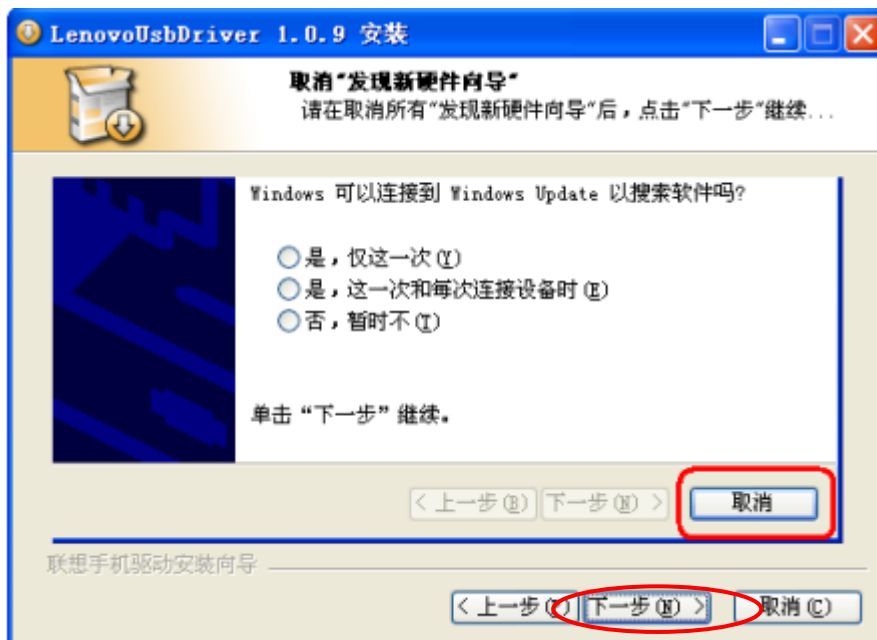 LenovoUsbDriver 1.0.9 安装
取消“发现新硬件向导”
请在取消所有“发现新硬件向导”后，点击“下一步”继续...
Windows 可以连接到 Windows Update 以搜索软件吗?
是，仅这一次(Y)
是，这一次和每次连接设备时(E)
否，暂时不(T)
单击“下一步”继续。
< 上一步(B) 下一步(N) > 取消
联想手机驱动安装向导
< 上一步 下一步(N) > 取消(C)